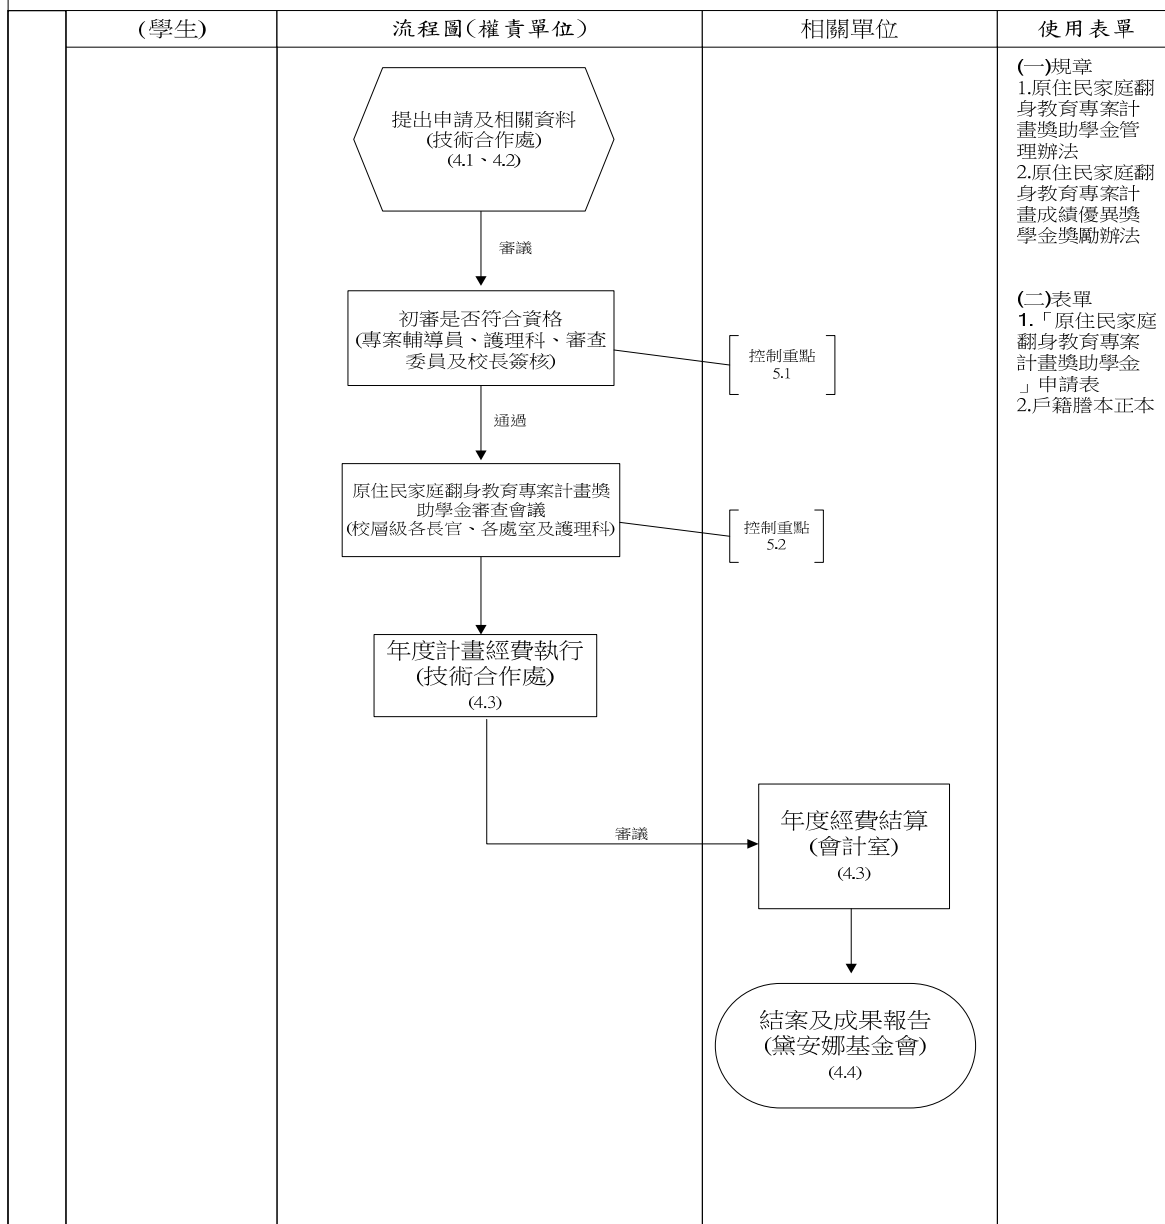 (學生)
流程圖(權責單位)
相關單位
使用表單
提出申請及相關資料
(技術合作處)
(4.1、4.2)
審議
初審是否符合資格
(專案輔導員、護理科、審查
委員及校長簽核)
控制重點
5.1
通過
原住民家庭翻身教育專案計畫獎
助學金審查會議
(校層級各長官、各處室及護理科)
控制重點
5.2
年度計畫經費執行
(技術合作處)
(4.3)
審議
年度經費結算
(會計室)
(4.3)
結案及成果報告
(黛安娜基金會)
(4.4)
(一)規章
1.原住民家庭翻
身教育專案計
畫獎助學金管
理辦法
2.原住民家庭翻
身教育專案計
畫成績優異獎
學金獎勵辦法
(二)表單
1.「原住民家庭
翻身教育專案
計畫獎助學金
」申請表
2.戶籍謄本正本